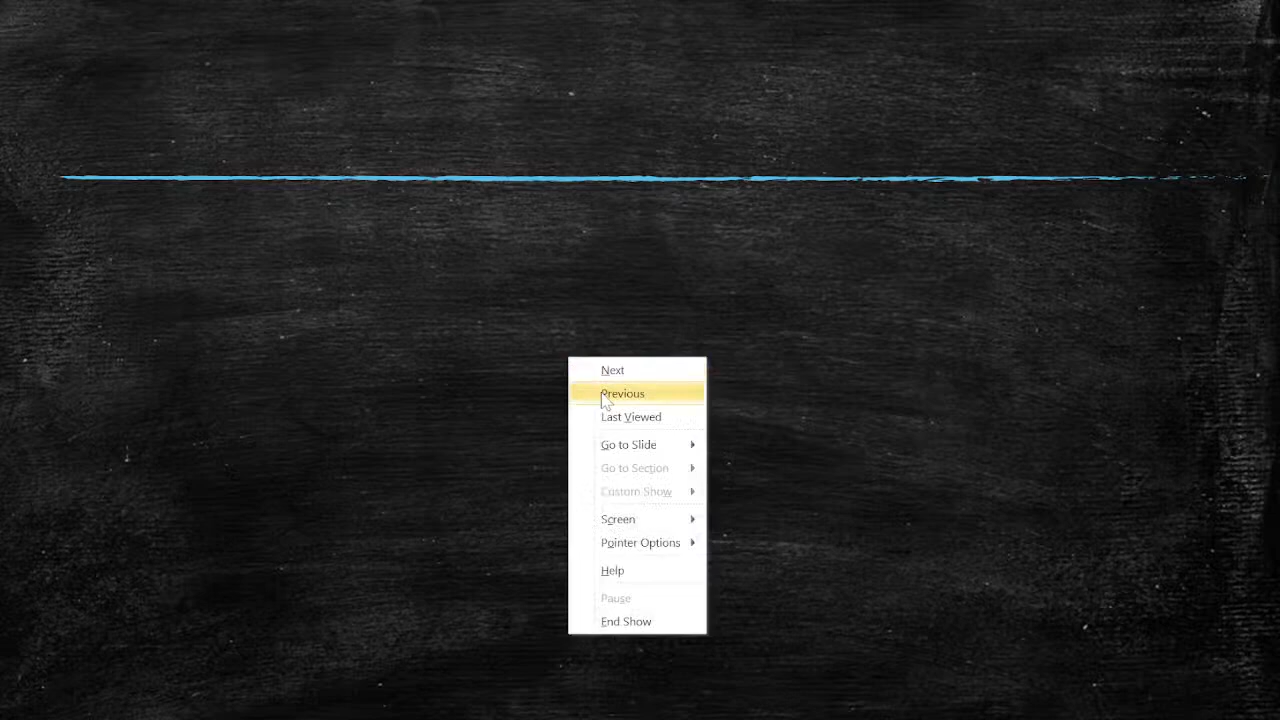 Next
Previous
Last Viewed
Go to Slide
Go to Section
Custom Show
Screen
Pointer Options
Help
Pause
End Show